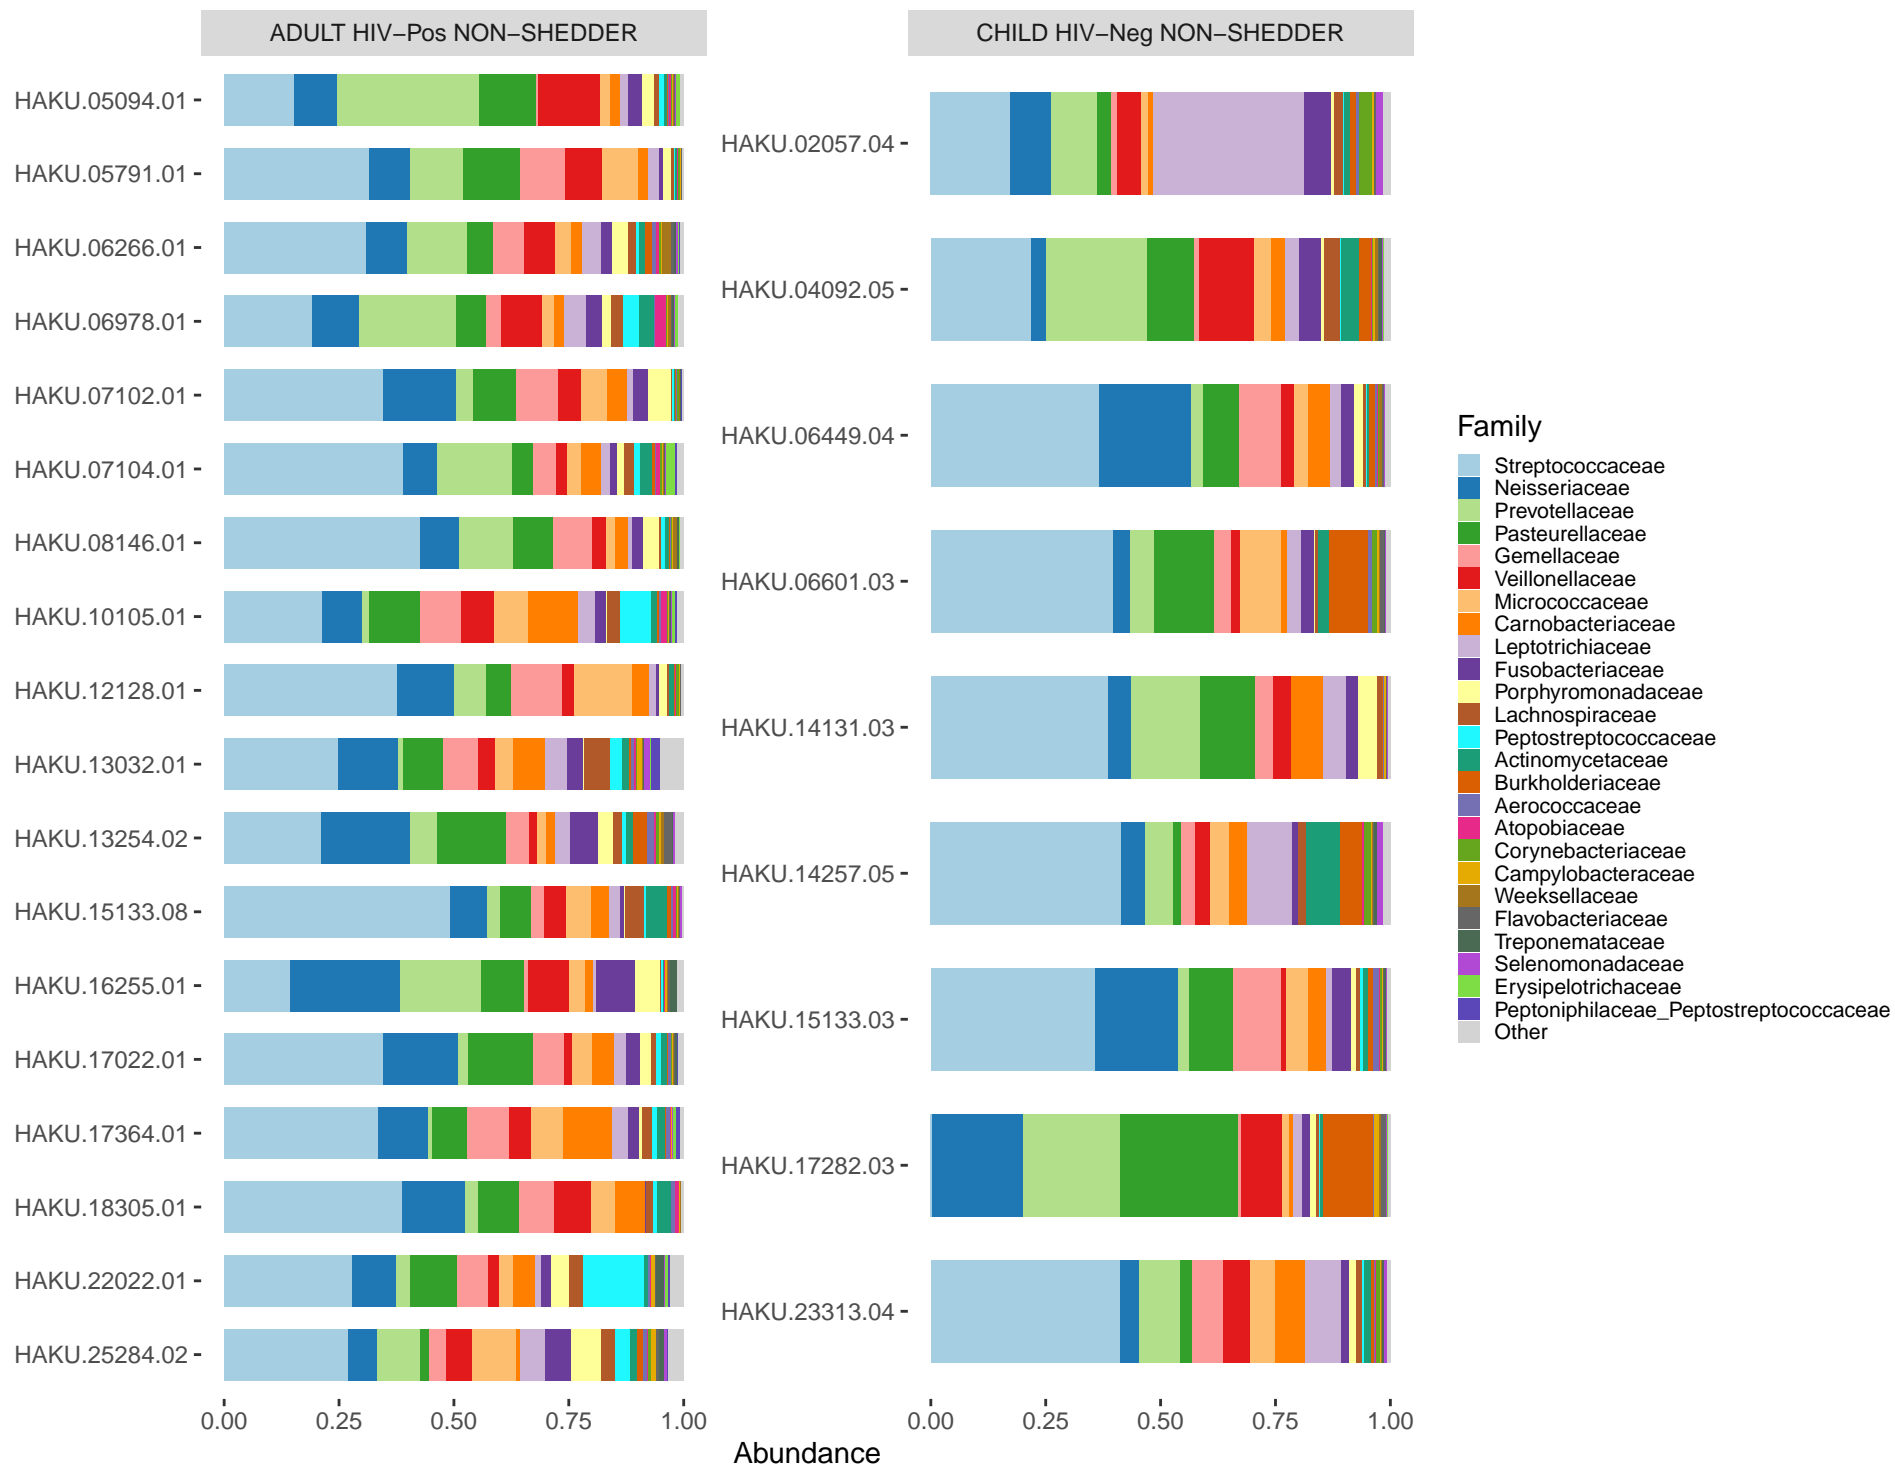 ADULT HIV−Pos NON−SHEDDER
HAKU.05094.01
HAKU.05791.01
HAKU.06266.01
HAKU.06978.01
HAKU.07102.01
HAKU.07104.01
HAKU.08146.01
HAKU.10105.01
HAKU.12128.01
HAKU.13032.01
HAKU.13254.02
HAKU.15133.08
HAKU.16255.01
HAKU.17022.01
HAKU.17364.01
HAKU.18305.01
HAKU.22022.01
HAKU.25284.02
0.00 0.25 0.50 0.75 1.00
CHILD HIV−Neg NON−SHEDDER
HAKU.02057.04
HAKU.04092.05
HAKU.06449.04
HAKU.06601.03
HAKU.14131.03
HAKU.14257.05
HAKU.15133.03
HAKU.17282.03
HAKU.23313.04
0.00 0.25 0.50 0.75 1.00
Abundance
Family
Streptococcaceae
Neisseriaceae
Prevotellaceae
Pasteurellaceae
Gemellaceae
Veillonellaceae
Micrococcaceae
Carnobacteriaceae
Leptotrichiaceae
Fusobacteriaceae
Porphyromonadaceae
Lachnospiraceae
Peptostreptococcaceae
Actinomycetaceae
Burkholderiaceae
Aerococcaceae
Atopobiaceae
Corynebacteriaceae
Campylobacteraceae
Weeksellaceae
Flavobacteriaceae
Treponemataceae
Selenomonadaceae
Erysipelotrichaceae
Peptoniphilaceae_Peptostreptococcaceae
Other